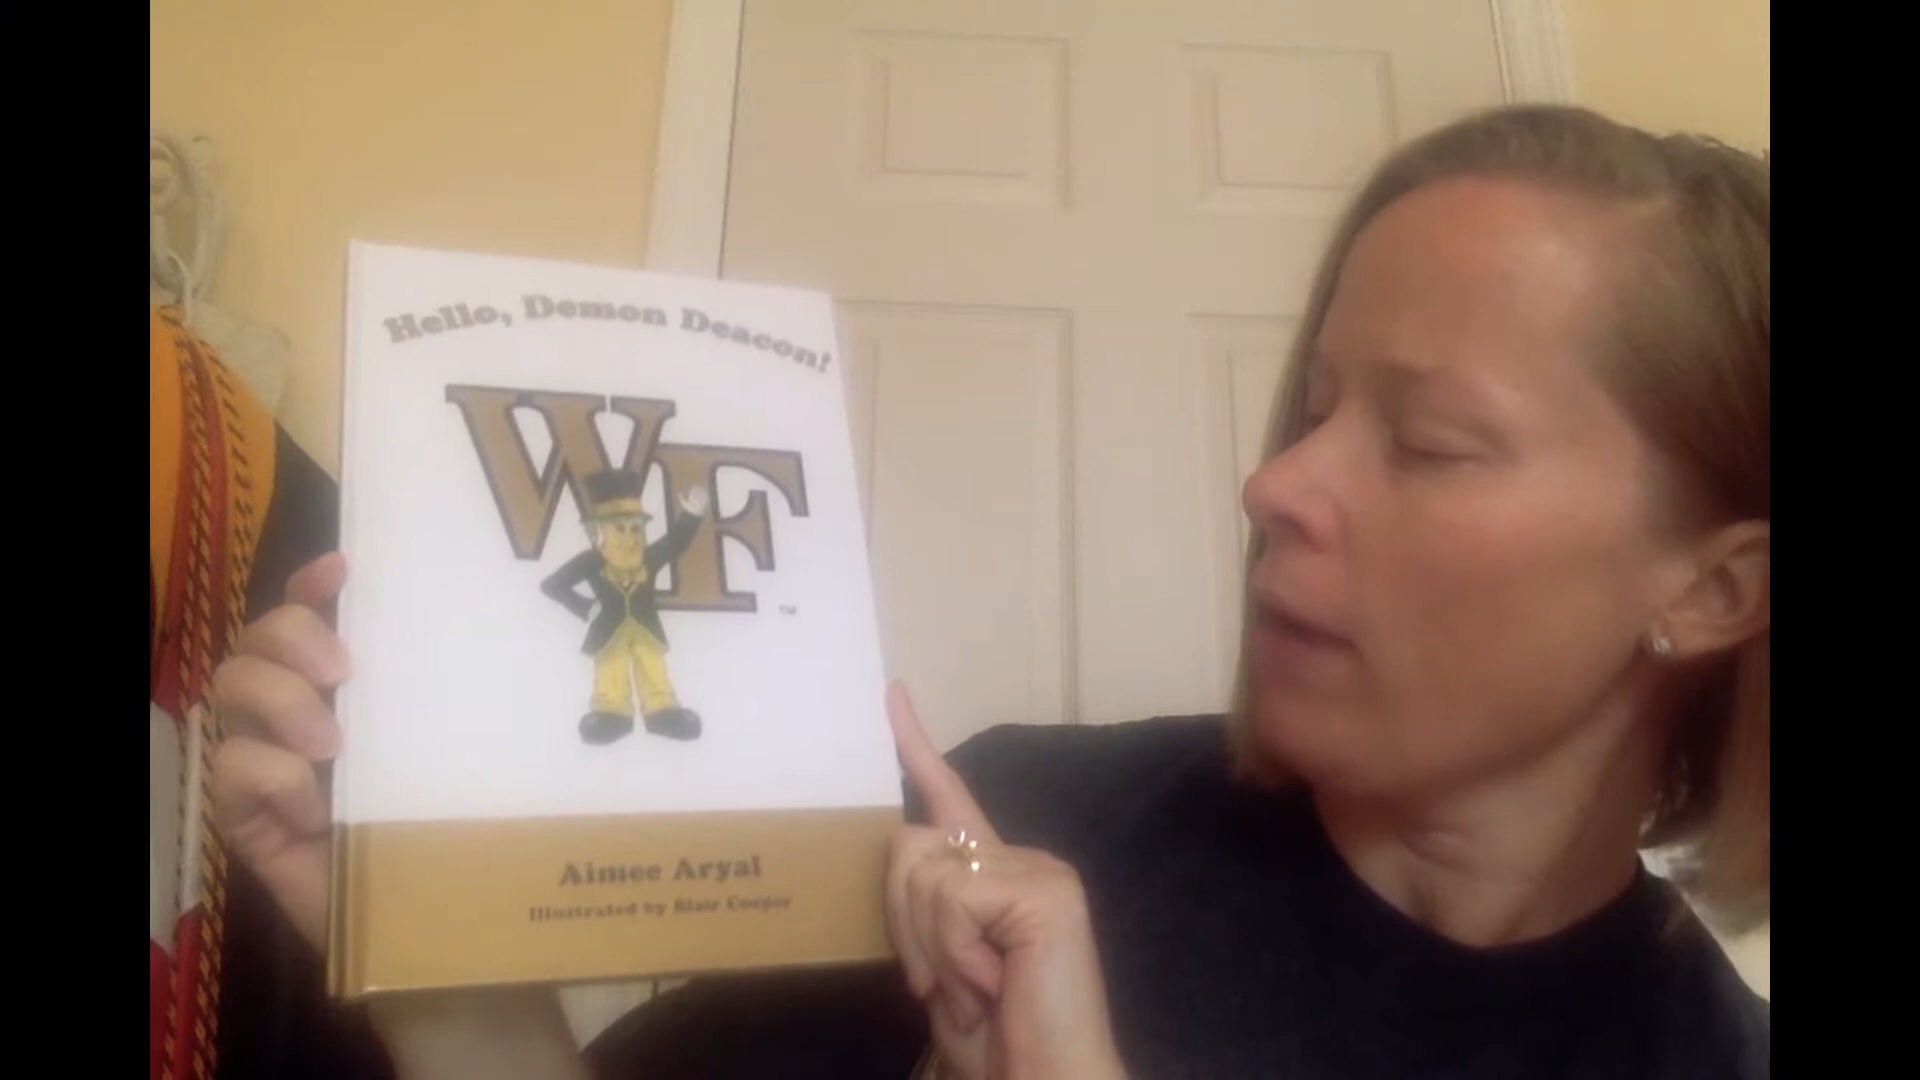 Hello, Demon Deacon!
WF
TM
Aimee Aryal
Illustrated by Blair Cooper